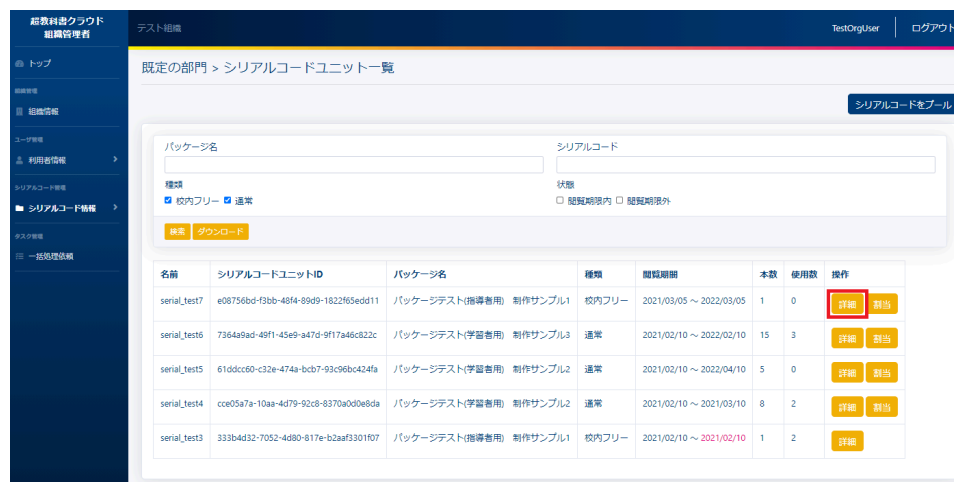 超教科書クラウド
組織管理者
テスト組織
TestOrgUser
ログアウト
トップ
組織管理
組織情報
ユーザ管理
利用者情報
シリアルコード管理
シリアルコード情報
タスク管理
一括処理依頼
既定の部門 > シリアルコードユニット一覧
シリアルコードをプール
パッケージ名
シリアルコード
種類
状態
校内フリー 通常
閲覧期限内 閲覧期限外
検索 ダウンロード
名前 シリアルコードユニットID パッケージ名 種類 閲覧期間 本数 使用数 操作
serial_test7 e08756bd-f3bb-48f4-89d9-1822f65edd11 パッケージテスト(指導者用) 制作サンプル1 校内フリー 2021/03/05 ～ 2022/03/05 1 0 詳細 割当
serial_test6 7364a9ad-49f1-45e9-a47d-9f17a46c822c パッケージテスト(学習者用) 制作サンプル3 通常 2021/02/10 ～ 2022/02/10 15 3 詳細 割当
serial_test5 61ddcc60-c32e-474a-bcb7-93c96bc424fa パッケージテスト(学習者用) 制作サンプル2 通常 2021/02/10 ～ 2022/04/10 5 0 詳細 割当
serial_test4 cce05a7a-10aa-4d79-92c8-8370a0d0e8da パッケージテスト(学習者用) 制作サンプル2 通常 2021/02/10 ～ 2021/03/10 8 2 詳細 割当
serial_test3 333b4d32-7052-4d80-817e-b2aaf3301f07 パッケージテスト(指導者用) 制作サンプル1 校内フリー 2021/02/10 ～ 2021/02/10 1 2 詳細